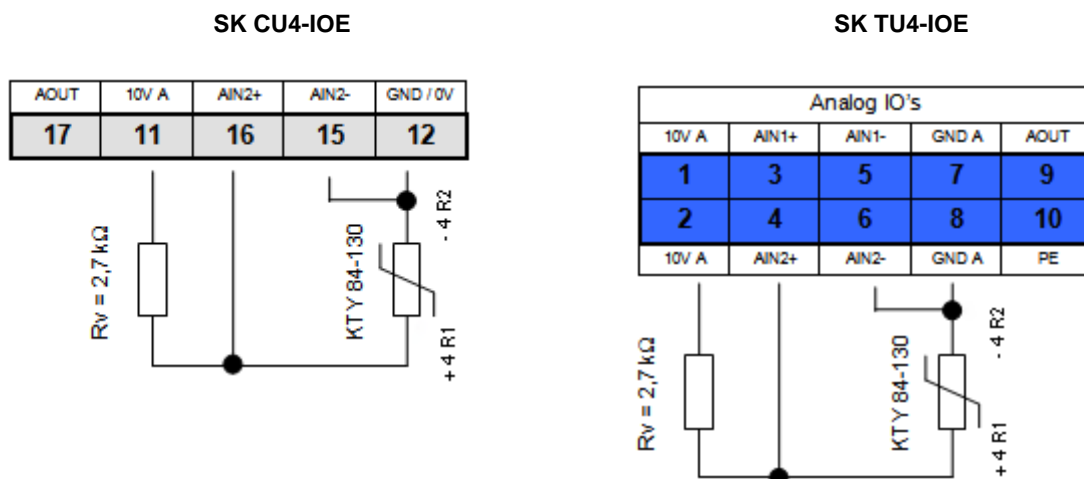 SK CU4-IOE
AOUT 10V A AIN2+ AIN2- GND / 0V
17 11 16 15 12
Rv = 2,7 kΩ
KTY 84-130
- 4 R2
+ 4 R1
SK TU4-IOE
Analog IO's
10V A AIN1+ AIN1- GND A AOUT
1 3 5 7 9
2 4 6 8 10
10V A AIN2+ AIN2- GND A PE
Rv = 2,7 kΩ
KTY 84-130
- 4 R2
+ 4 R1